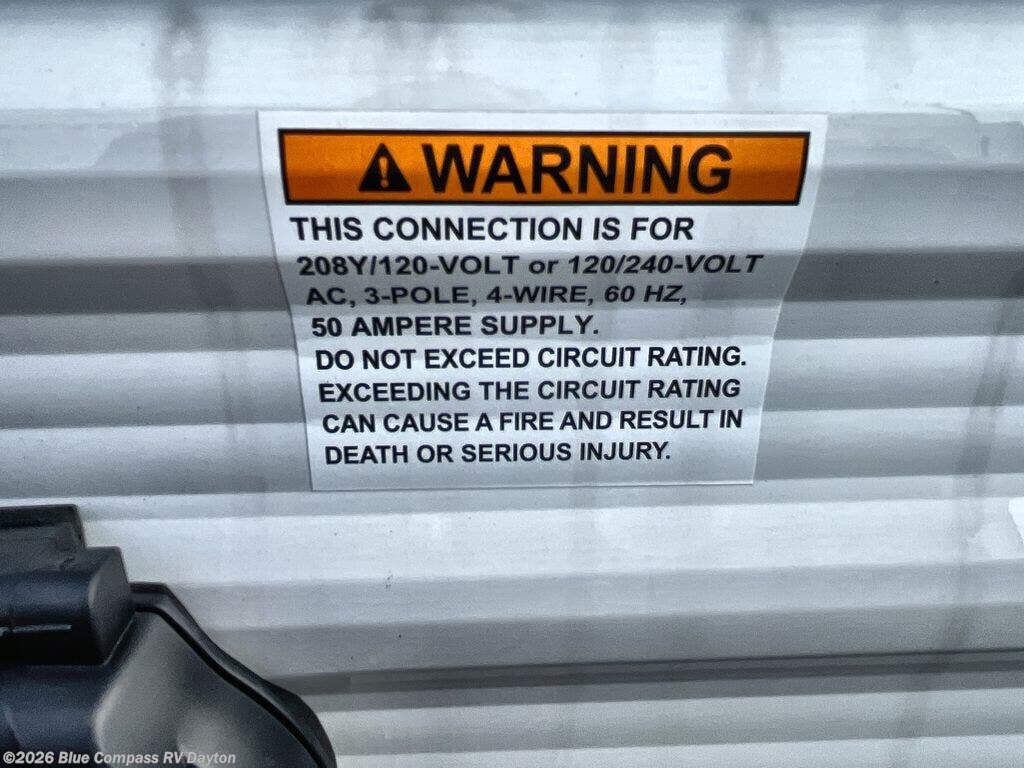 WARNING
THIS CONNECTION IS FOR
208Y/120-VOLT or 120/240-VOLT
AC, 3-POLE, 4-WIRE, 60 HZ,
50 AMPERE SUPPLY.
DO NOT EXCEED CIRCUIT RATING.
EXCEEDING THE CIRCUIT RATING
CAN CAUSE A FIRE AND RESULT IN
DEATH OR SERIOUS INJURY.
©2026 Blue Compass RV Dayton